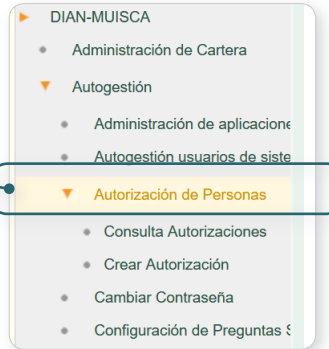 DIAN-MUISCA
Administración de Cartera
Autogestión
Administración de aplicacione
Autogestión usuarios de siste
Autorización de Personas
Consulta Autorizaciones
Crear Autorización
Cambiar Contraseña
Configuración de Preguntas S